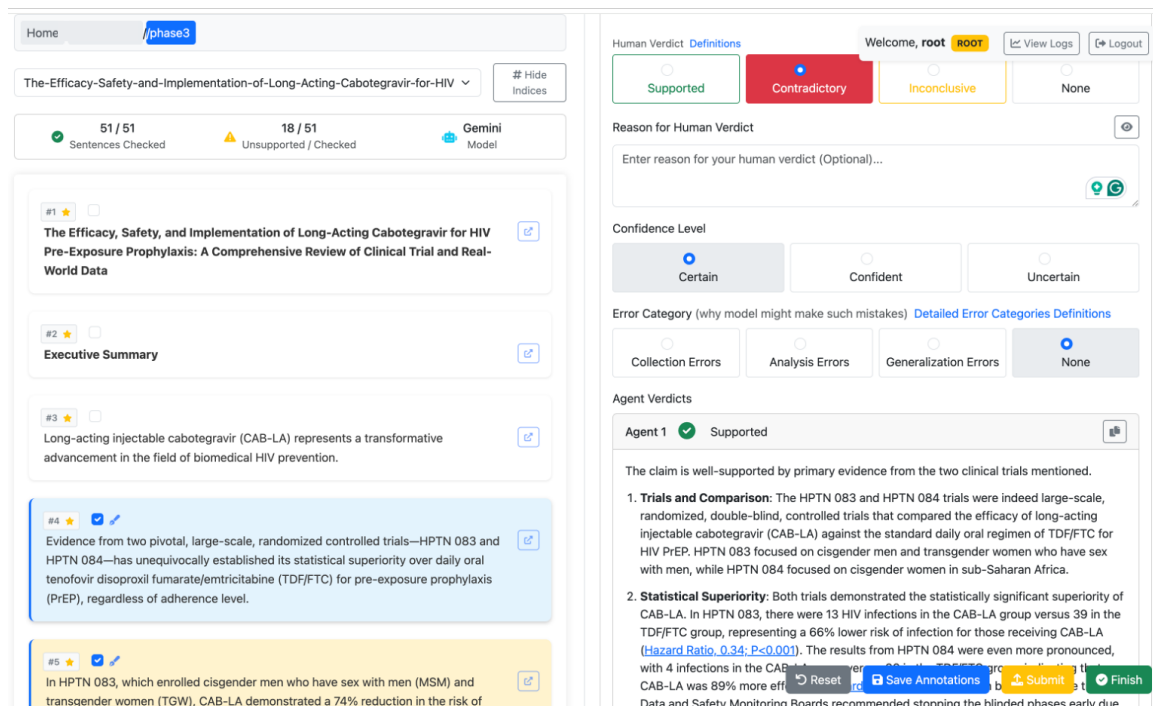 Home /phase3
The-Efficacy-Safety-and-Implementation-of-Long-Acting-Cabotegravir-for-HIV
# Hide
Indices
51 / 51
Sentences Checked
18 / 51
Unsupported / Checked
Gemini
Model
#1
The Efficacy, Safety, and Implementation of Long-Acting Cabotegravir for HIV
Pre-Exposure Prophylaxis: A Comprehensive Review of Clinical Trial and Real-
World Data
#2
Executive Summary
#3
Long-acting injectable cabotegravir (CAB-LA) represents a transformative
advancement in the field of biomedical HIV prevention.
#4
Evidence from two pivotal, large-scale, randomized controlled trials—HPTN 083 and
HPTN 084—has unequivocally established its statistical superiority over daily oral
tenofovir disoproxil fumarate/emtricitabine (TDF/FTC) for pre-exposure prophylaxis
(PrEP), regardless of adherence level.
#5
In HPTN 083, which enrolled cisgender men who have sex with men (MSM) and
transgender women (TGW), CAB-LA demonstrated a 74% reduction in the risk of
Welcome, root ROOT View Logs Logout
Human Verdict Definitions
Supported
Contradictory
Inconclusive
None
Reason for Human Verdict
Enter reason for your human verdict (Optional)...
Confidence Level
Certain
Confident
Uncertain
Error Category (why model might make such mistakes) Detailed Error Categories Definitions
Collection Errors
Analysis Errors
Generalization Errors
None
Agent Verdicts
Agent 1 Supported
The claim is well-supported by primary evidence from the two clinical trials mentioned.
1. Trials and Comparison: The HPTN 083 and HPTN 084 trials were indeed large-scale,
randomized, double-blind, controlled trials that compared the efficacy of long-acting
injectable cabotegravir (CAB-LA) against the standard daily oral regimen of TDF/FTC for
HIV PrEP. HPTN 083 focused on cisgender men and transgender women who have sex
with men, while HPTN 084 focused on cisgender women in sub-Saharan Africa.
2. Statistical Superiority: Both trials demonstrated the statistically significant superiority of
CAB-LA. In HPTN 083, there were 13 HIV infections in the CAB-LA group versus 39 in the
TDF/FTC group, representing a 66% lower risk of infection for those receiving CAB-LA
(Hazard Ratio, 0.34; P<0.001). The results from HPTN 084 were even more pronounced,
with 4 infections in the
CAB-LA was 89% more
Data and Safety Monitoring Boards recommended stopping the blinded phases early due
Reset
Save Annotations
Submit
Finish